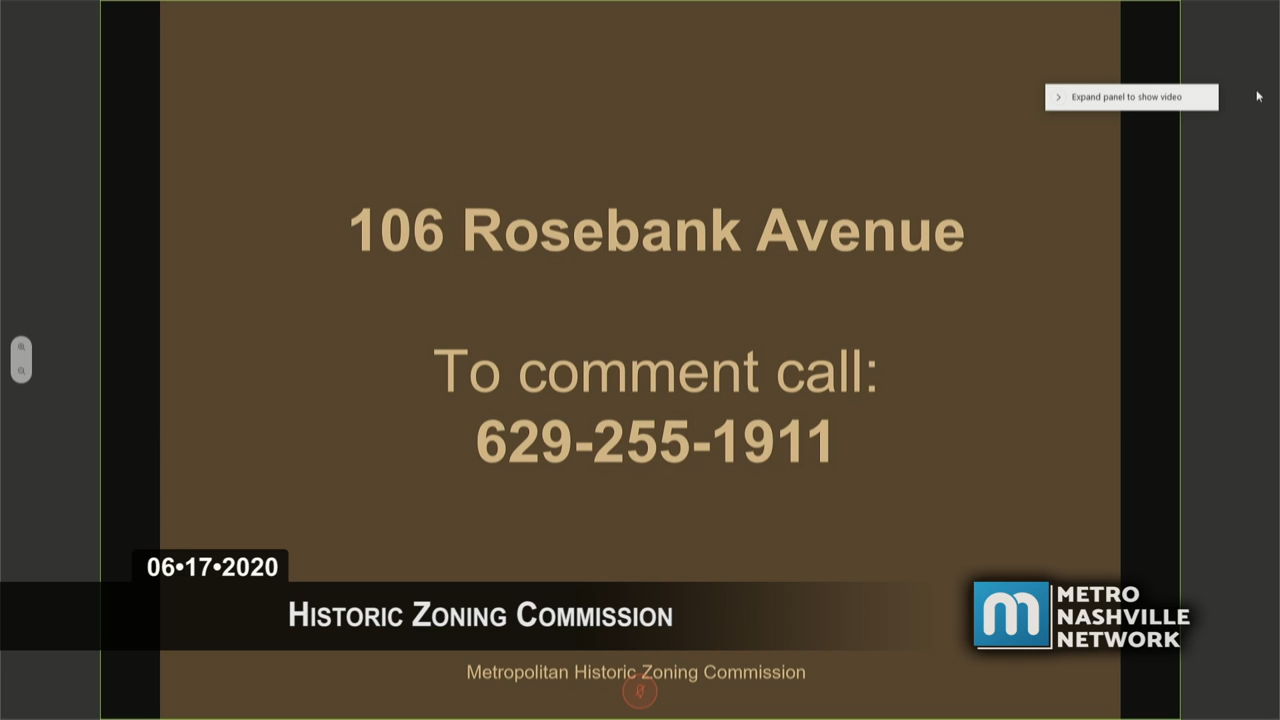 Expand panel to show video
106 Rosebank Avenue
To comment call:
629-255-1911
06•17•2020
Historic Zoning Commission
METRO
NASHVILLE
NETWORK
Metropolitan Historic Zoning Commission